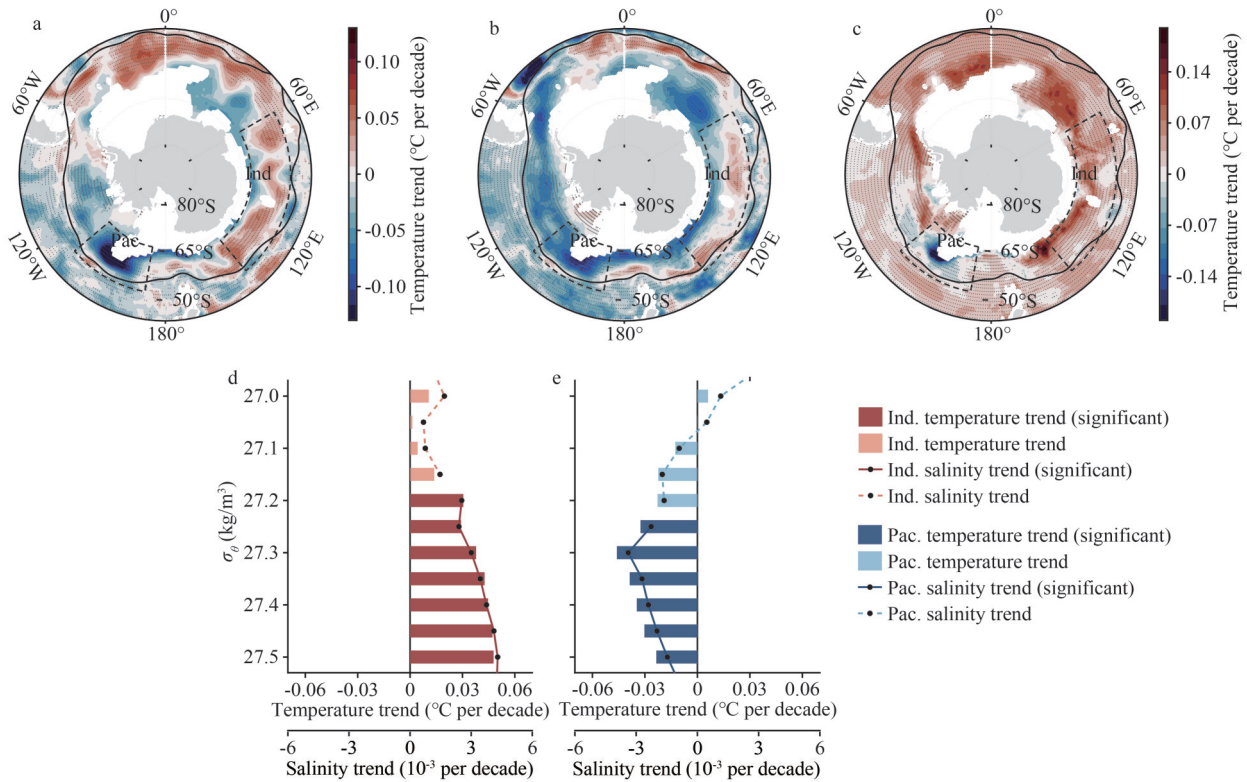 a
0°
60°W
60°E
Ind
80°S
Pac
65°S
120°W
120°E
50°S
180°
0.10
0.05
0
-0.05
-0.10
Temperature trend (°C per decade)
b
0°
60°W
60°E
Ind
80°S
Pac
65°S
120°W
120°E
50°S
180°
c
0°
60°W
60°E
Ind
80°S
Pac
65°S
120°W
120°E
50°S
180°
0.14
0.07
0
-0.07
-0.14
Temperature trend (°C per decade)
d
27.0
27.1
27.2
27.3
27.4
27.5
σθ (kg/m³)
-0.06 -0.03 0 0.03 0.06
Temperature trend (°C per decade)
-6 -3 0 3 6
Salinity trend (10⁻³ per decade)
e
-0.06 -0.03 0 0.03 0.06
Temperature trend (°C per decade)
-6 -3 0 3 6
Salinity trend (10⁻³ per decade)
Ind. temperature trend (significant)
Ind. temperature trend
Ind. salinity trend (significant)
Ind. salinity trend
Pac. temperature trend (significant)
Pac. temperature trend
Pac. salinity trend (significant)
Pac. salinity trend